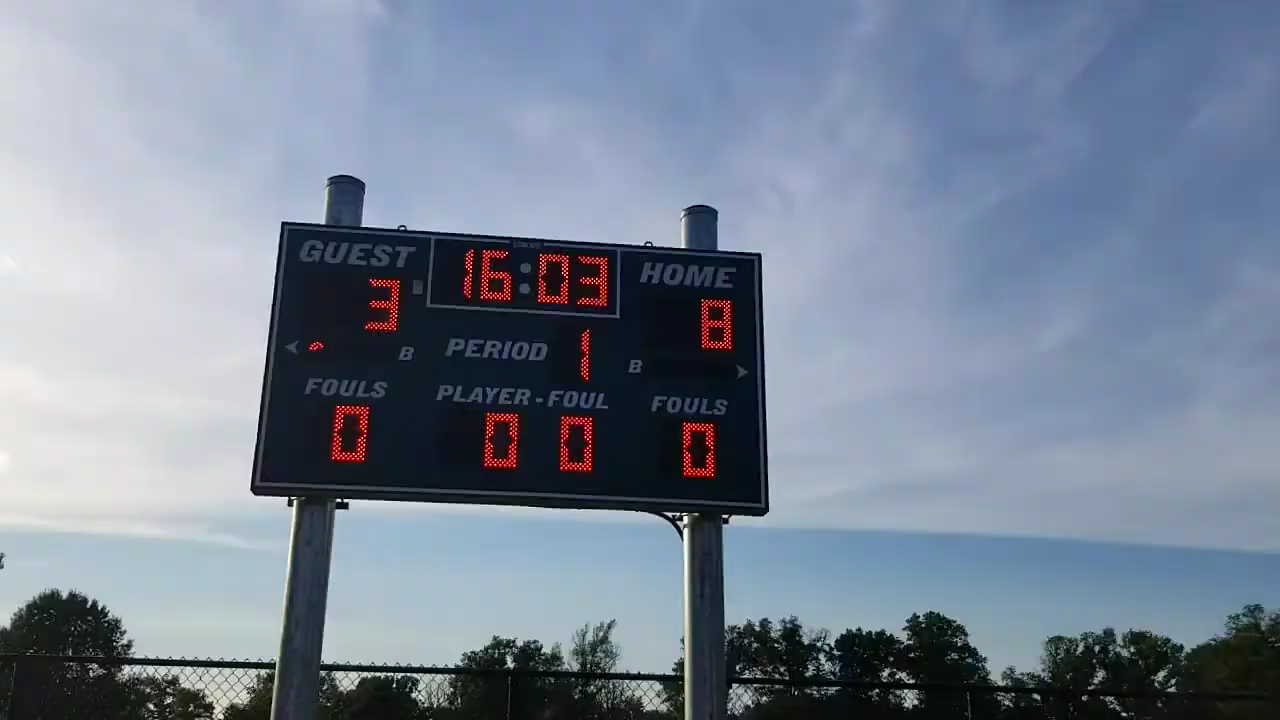 GUEST 16:03 HOME
3 8
B PERIOD 1 B
FOULS PLAYER-FOUL FOULS
0 0 0 0